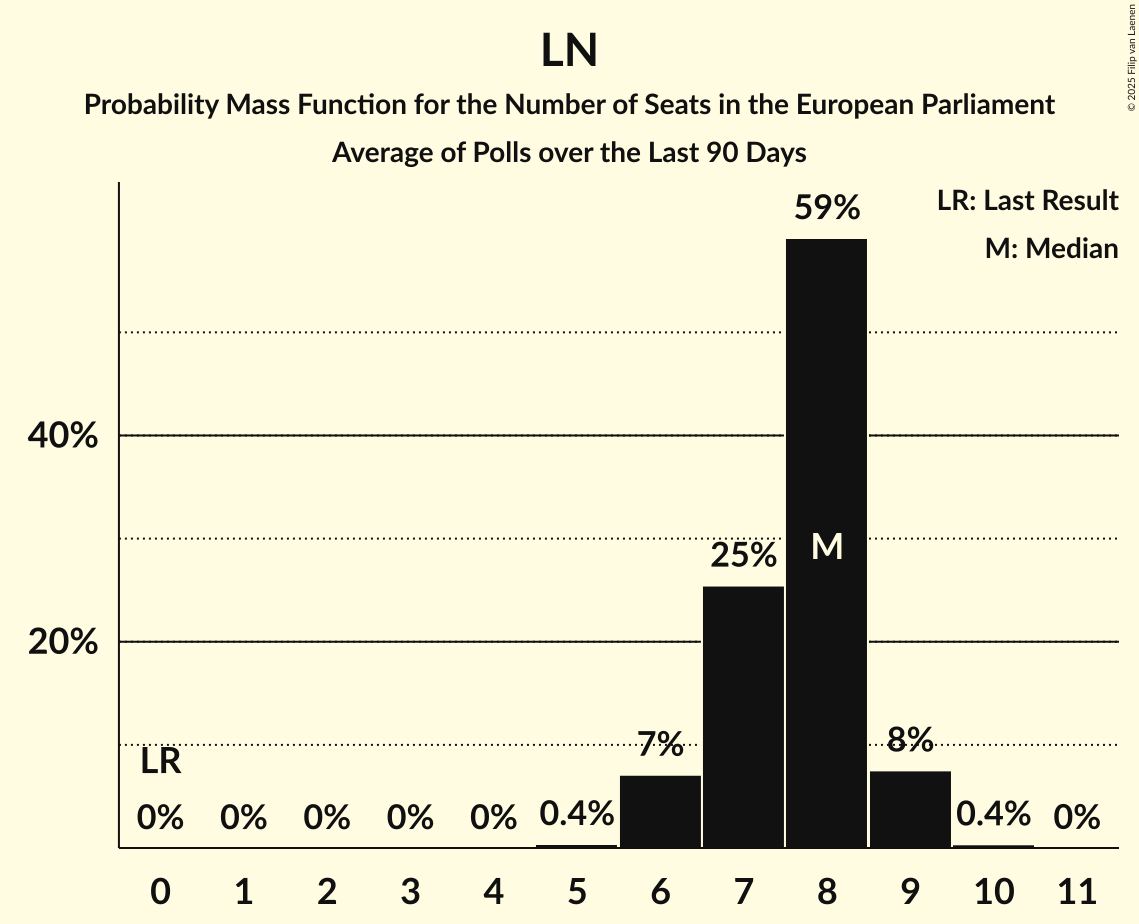 LN
Probability Mass Function for the Number of Seats in the European Parliament
Average of Polls over the Last 90 Days
© 2025 Filip van Laenen
LR: Last Result
M: Median
59%
40%
25%
M
20%
7%
8%
LR
0%
0%
0%
0%
0%
0.4%
0.4%
0%
0 1 2 3 4 5 6 7 8 9 10 11